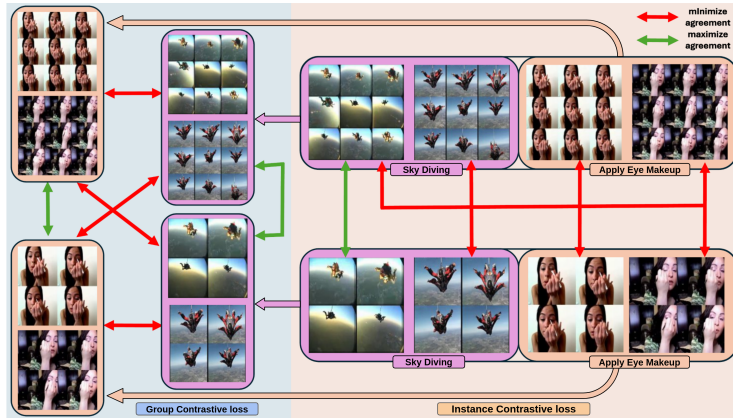 mInimize
agreement
maximize
agreement
Sky Diving
Apply Eye Makeup
Sky Diving
Apply Eye Makeup
Group Contrastive loss
Instance Contrastive loss